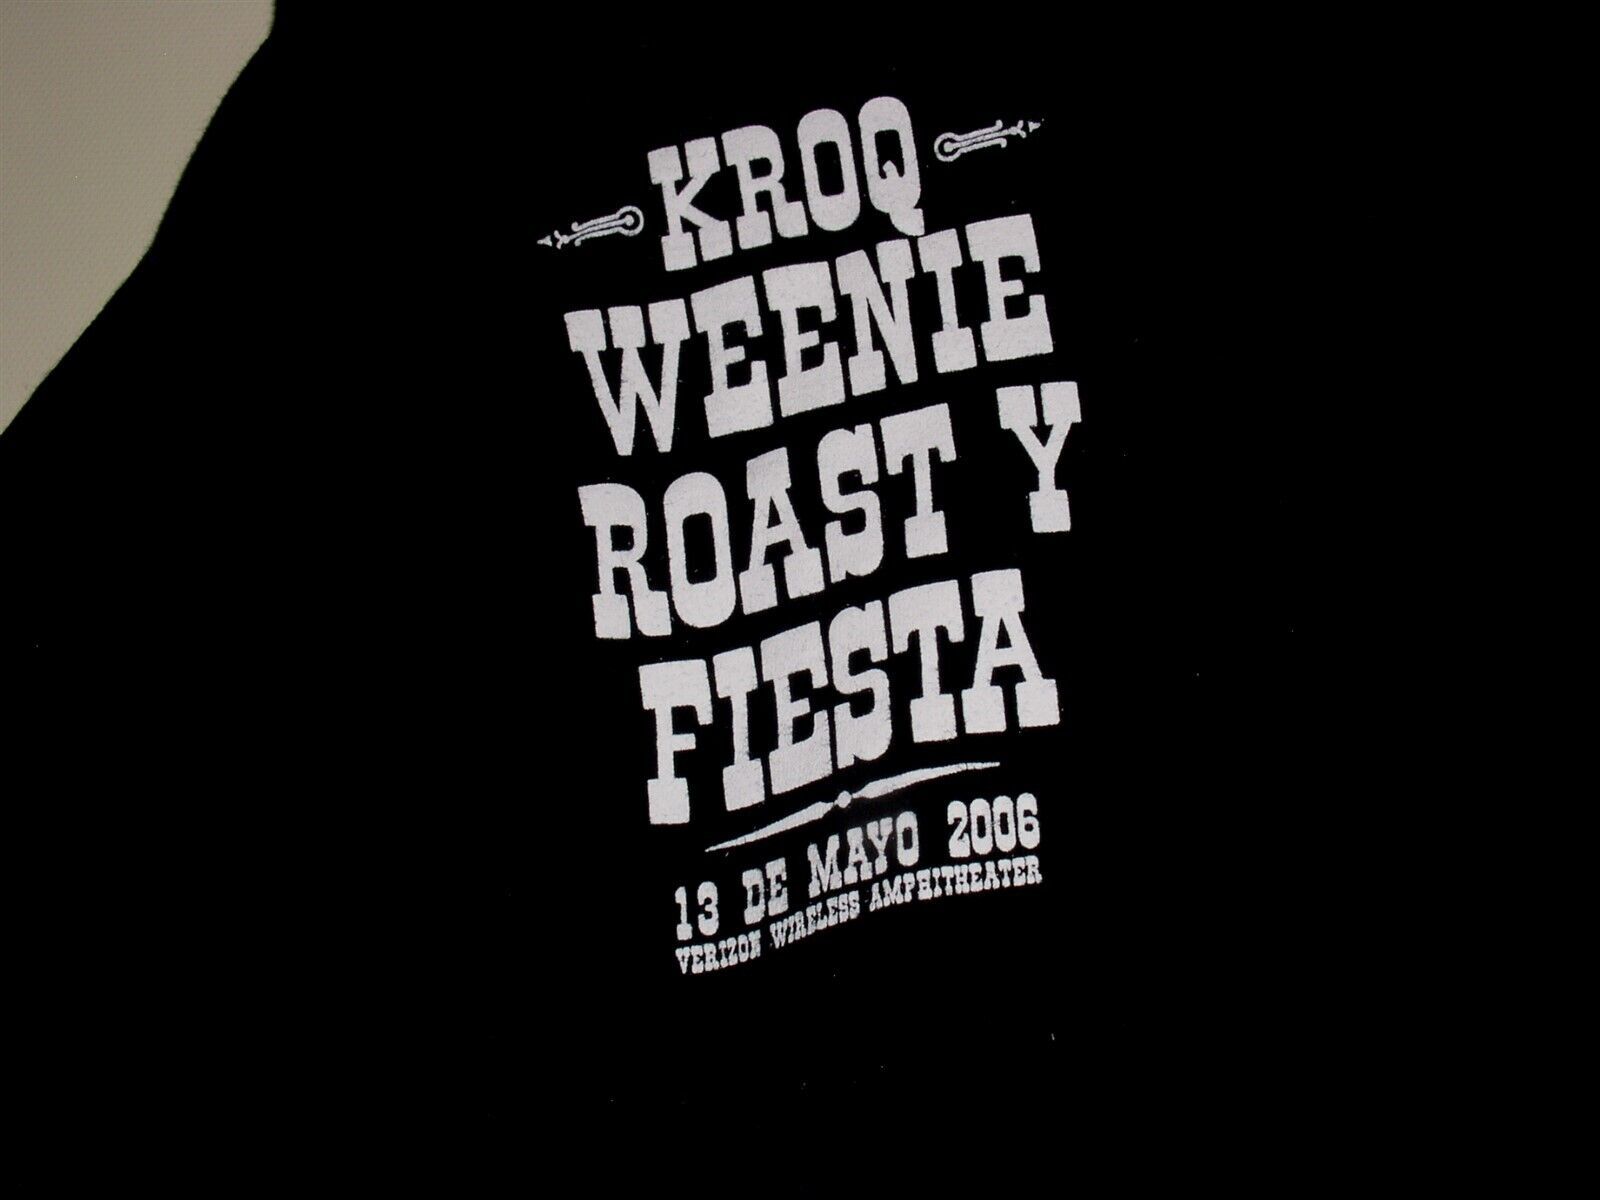 KROQ
WEENIE
ROAST Y
FIESTA
13 DE MAYO 2006
VERIZON WIRELESS AMPHITHEATER